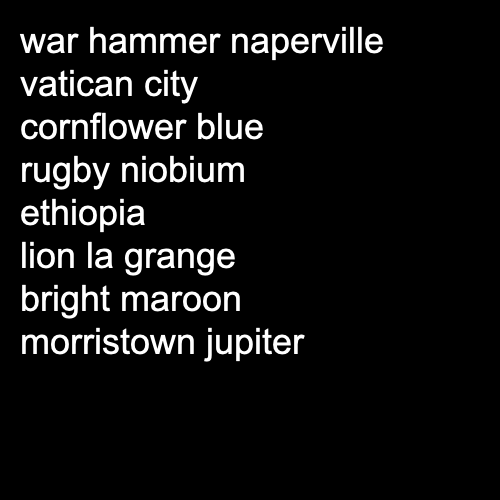 war hammer naperville
vatican city
cornflower blue
rugby niobium
ethiopia
lion la grange
bright maroon
morristown jupiter